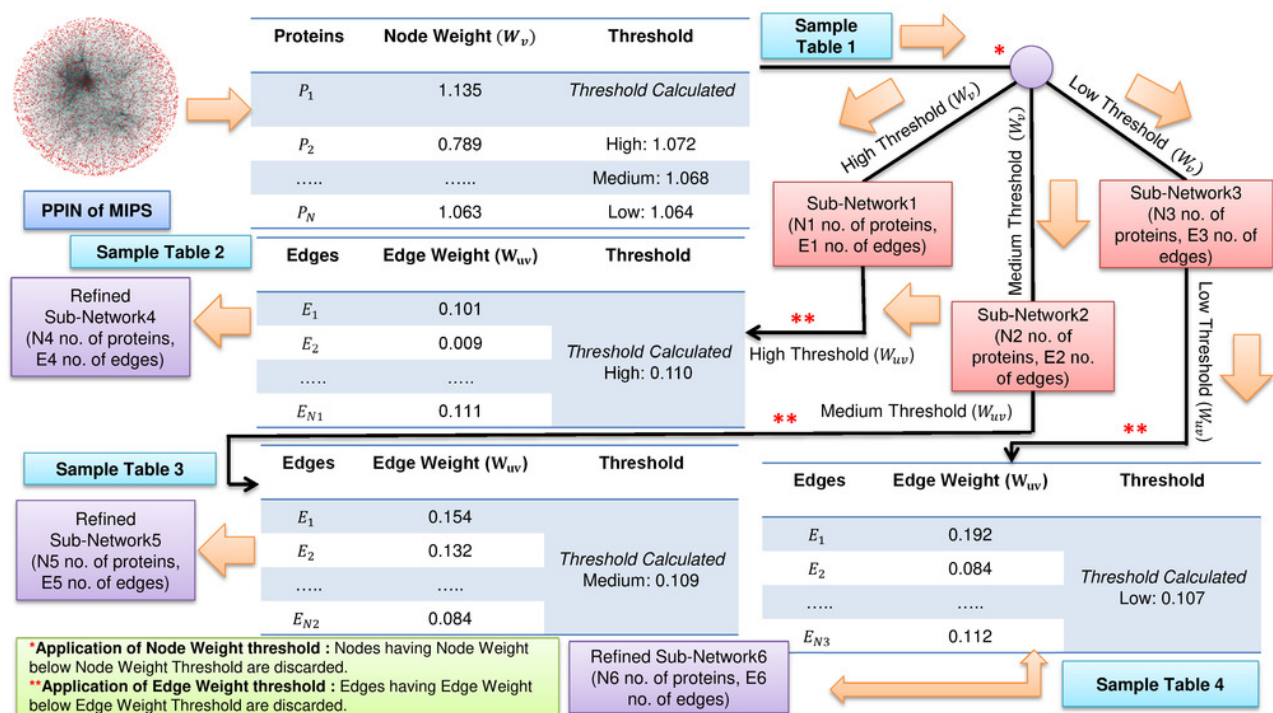 Proteins Node Weight (W_v) Threshold
P_1 1.135 Threshold Calculated
P_2 0.789 High: 1.072
..... ...... Medium: 1.068
P_N 1.063 Low: 1.064
PPIN of MIPS
Sample
Table 1
*
High Threshold (W_v)
Medium Threshold (W_v)
Low Threshold (W_v)
Sub-Network1
(N1 no. of proteins,
E1 no. of edges)
Sub-Network3
(N3 no. of
proteins, E3 no. of
edges)
Sub-Network2
(N2 no. of
proteins, E2 no.
of edges)
**
High Threshold (W_uv)
**
Medium Threshold (W_uv)
**
Low Threshold (W_uv)
Sample Table 2
Edges Edge Weight (W_uv) Threshold
E_1 0.101
E_2 0.009
Threshold Calculated
High: 0.110
..... .....
E_N1 0.111
Refined
Sub-Network4
(N4 no. of proteins,
E4 no. of edges)
Sample Table 3
Edges Edge Weight (W_uv) Threshold
E_1 0.154
E_2 0.132
Threshold Calculated
Medium: 0.109
..... .....
E_N2 0.084
Refined
Sub-Network5
(N5 no. of proteins,
E5 no. of edges)
Edges Edge Weight (W_uv) Threshold
E_1 0.192
E_2 0.084
Threshold Calculated
Low: 0.107
..... .....
E_N3 0.112
*Application of Node Weight threshold : Nodes having Node Weight
below Node Weight Threshold are discarded.
**Application of Edge Weight threshold : Edges having Edge Weight
below Edge Weight Threshold are discarded.
Refined Sub-Network6
(N6 no. of proteins, E6
no. of edges)
Sample Table 4